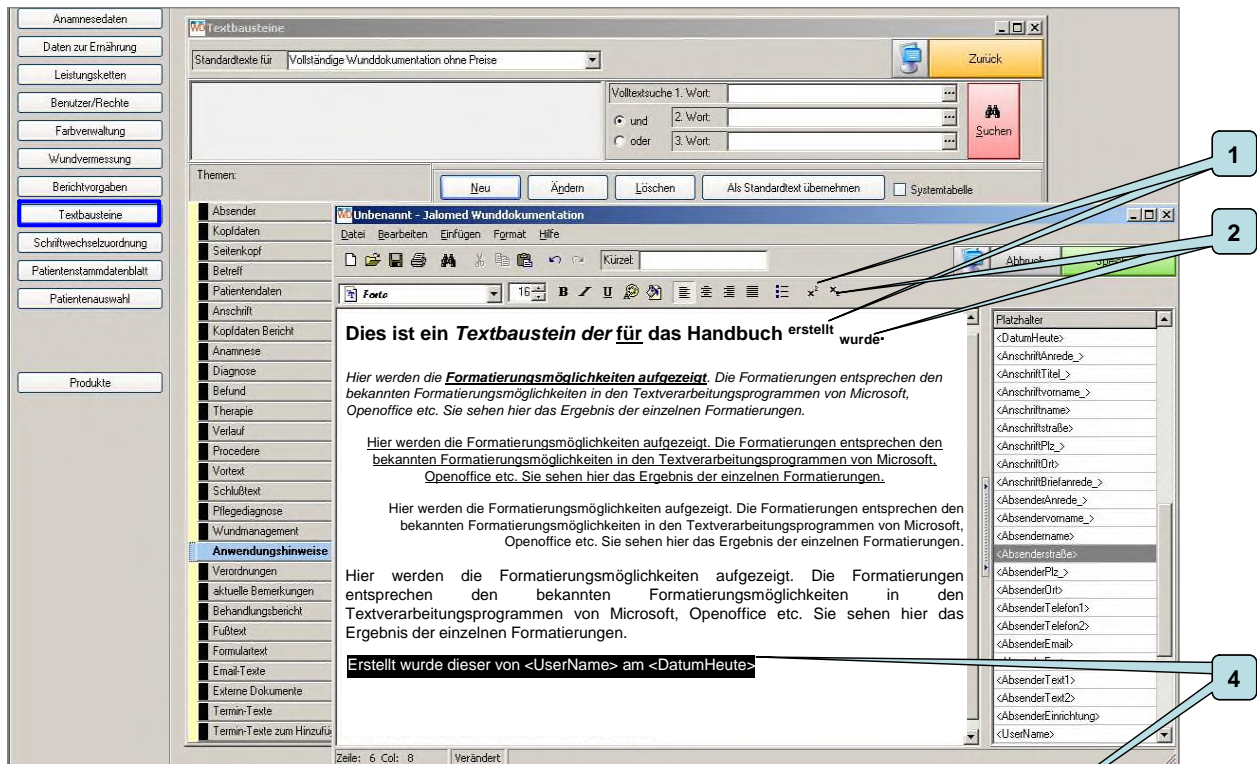 Anamnesedaten
Daten zur Ernährung
Leistungsketten
Benutzer/Rechte
Farbverwaltung
Wundvermessung
Berichtvorgaben
Textbausteine
Schriftwechselzuordnung
Patientenstammdatenblatt
Patientenauswahl
Produkte
Textbausteine
Standardtexte für Vollständige Wunddokumentation ohne Preise
Zurück
Volltextsuche 1. Wort:
und 2. Wort:
oder 3. Wort:
Suchen
Themen:
Neu Ändern Löschen Als Standardtext übernehmen Systemtabelle
Absender
Kopfdaten
Seitenkopf
Betreff
Patientendaten
Anschrift
Kopfdaten Bericht
Anamnese
Diagnose
Befund
Therapie
Verlauf
Procedere
Vortext
Schlußtext
Pflegediagnose
Wundmanagement
Anwendungshinweise
Verordnungen
aktuelle Bemerkungen
Behandlungsbericht
Fußtext
Formulartext
Email-Texte
Externe Dokumente
Termin-Texte
Termin-Texte zum Hinzufü
Unbenannt - Jalomed Wunddokumentation
Datei Bearbeiten Einfügen Format Hilfe
Kürzel:
Abbruch
Forte 16 B I U x² x₂
Dies ist ein Textbaustein der für das Handbuch erstellt wurde.
Hier werden die Formatierungsmöglichkeiten aufgezeigt. Die Formatierungen entsprechen den
bekannten Formatierungsmöglichkeiten in den Textverarbeitungsprogrammen von Microsoft,
Openoffice etc. Sie sehen hier das Ergebnis der einzelnen Formatierungen.
Hier werden die Formatierungsmöglichkeiten aufgezeigt. Die Formatierungen entsprechen den
bekannten Formatierungsmöglichkeiten in den Textverarbeitungsprogrammen von Microsoft,
Openoffice etc. Sie sehen hier das Ergebnis der einzelnen Formatierungen.
Hier werden die Formatierungsmöglichkeiten aufgezeigt. Die Formatierungen entsprechen den
bekannten Formatierungsmöglichkeiten in den Textverarbeitungsprogrammen von Microsoft,
Openoffice etc. Sie sehen hier das Ergebnis der einzelnen Formatierungen.
Hier werden die Formatierungsmöglichkeiten aufgezeigt. Die Formatierungen
entsprechen den bekannten Formatierungsmöglichkeiten in den
Textverarbeitungsprogrammen von Microsoft, Openoffice etc. Sie sehen hier das
Ergebnis der einzelnen Formatierungen.
Erstellt wurde dieser von <UserName> am <DatumHeute>
Zeile: 6 Col: 8 Verändert
Platzhalter
<DatumHeute>
<AnschriftAnrede_>
<AnschriftTitel_>
<Anschriftvorname_>
<Anschriftname>
<Anschriftstraße>
<AnschriftPlz_>
<AnschriftOrt>
<AnschriftBriefanrede_>
<AbsenderAnrede_>
<Absendervorname_>
<Absendername>
<Absenderstraße>
<AbsenderPlz_>
<AbsenderOrt>
<AbsenderTelefon1>
<AbsenderTelefon2>
<AbsenderEmail>
<AbsenderText1>
<AbsenderText2>
<AbsenderEinrichtung>
<UserName>
1
2
4